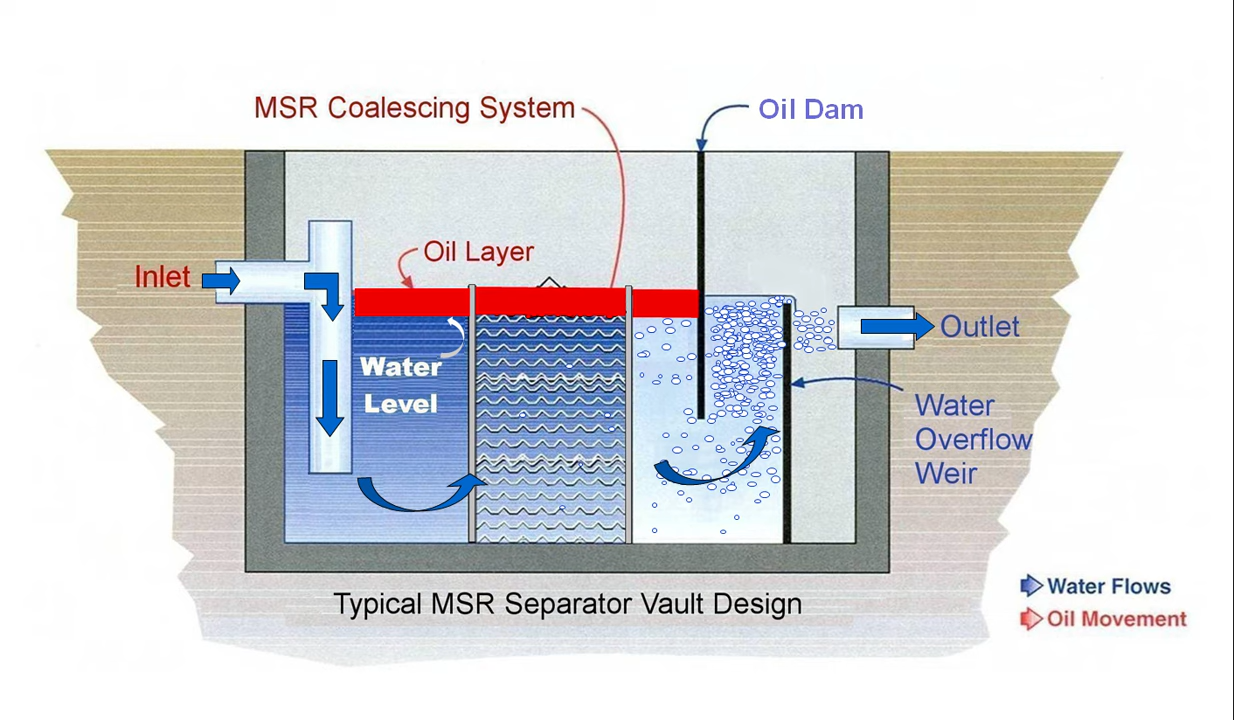 MSR Coalescing System
Oil Dam
Oil Layer
Inlet
Outlet
Water
Level
Water
Overflow
Weir
Water Flows
Typical MSR Separator Vault Design
Oil Movement